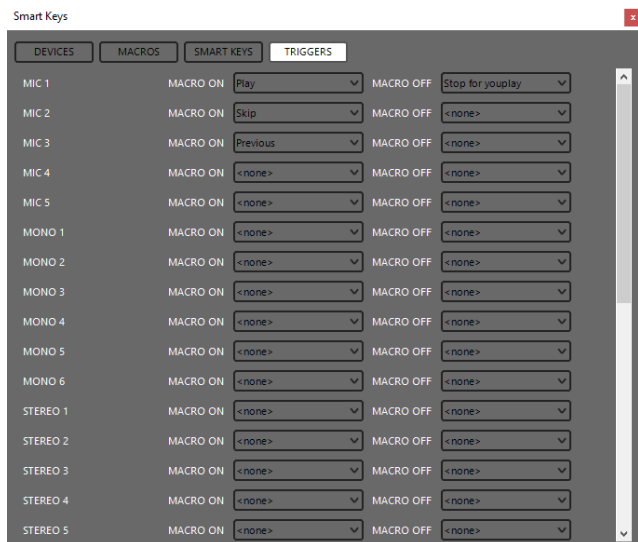 Smart Keys
x
DEVICES MACROS SMART KEYS TRIGGERS
MIC 1 MACRO ON Play MACRO OFF Stop for youplay
MIC 2 MACRO ON Skip MACRO OFF <none>
MIC 3 MACRO ON Previous MACRO OFF <none>
MIC 4 MACRO ON <none> MACRO OFF <none>
MIC 5 MACRO ON <none> MACRO OFF <none>
MONO 1 MACRO ON <none> MACRO OFF <none>
MONO 2 MACRO ON <none> MACRO OFF <none>
MONO 3 MACRO ON <none> MACRO OFF <none>
MONO 4 MACRO ON <none> MACRO OFF <none>
MONO 5 MACRO ON <none> MACRO OFF <none>
MONO 6 MACRO ON <none> MACRO OFF <none>
STEREO 1 MACRO ON <none> MACRO OFF <none>
STEREO 2 MACRO ON <none> MACRO OFF <none>
STEREO 3 MACRO ON <none> MACRO OFF <none>
STEREO 4 MACRO ON <none> MACRO OFF <none>
STEREO 5 MACRO ON <none> MACRO OFF <none>